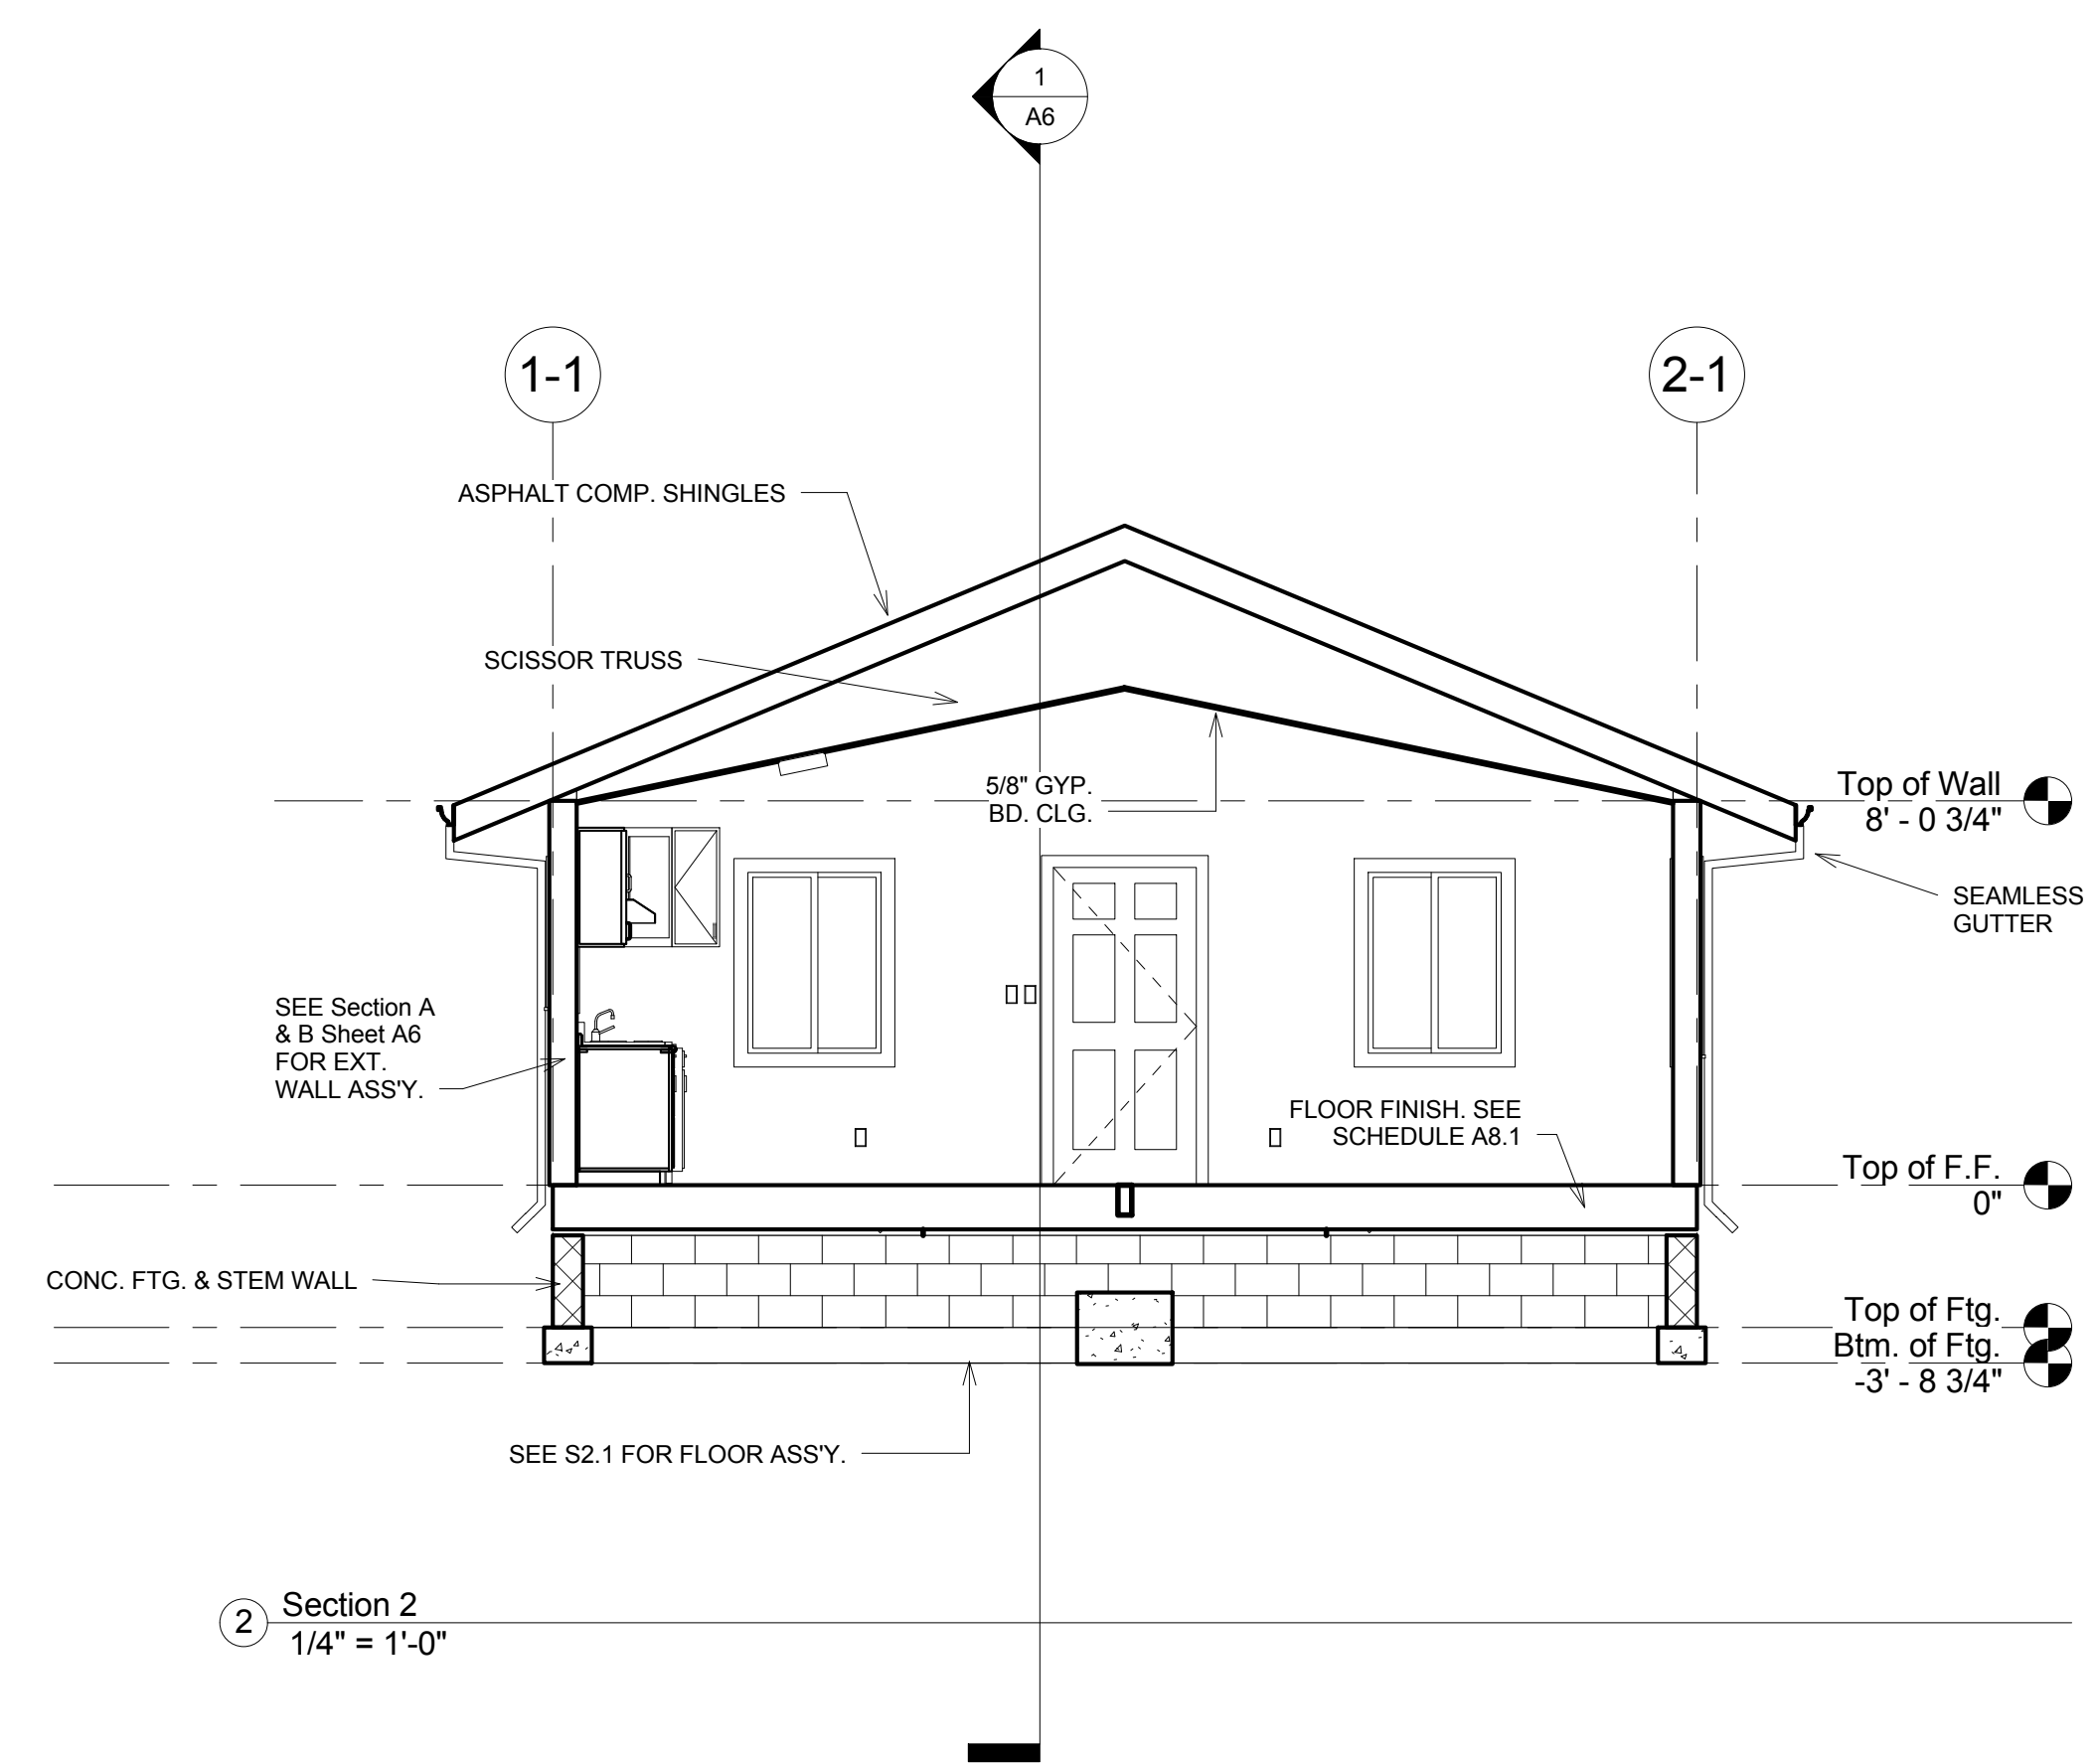 1
A6
1-1
2-1
ASPHALT COMP. SHINGLES
SCISSOR TRUSS
5/8" GYP.
BD. CLG.
Top of Wall
8' - 0 3/4"
SEAMLESS
GUTTER
SEE Section A
& B Sheet A6
FOR EXT.
WALL ASS'Y.
FLOOR FINISH. SEE
SCHEDULE A8.1
Top of F.F.
0"
CONC. FTG. & STEM WALL
Top of Ftg.
Btm. of Ftg.
-3' - 8 3/4"
SEE S2.1 FOR FLOOR ASS'Y.
2
Section 2
1/4" = 1'-0"